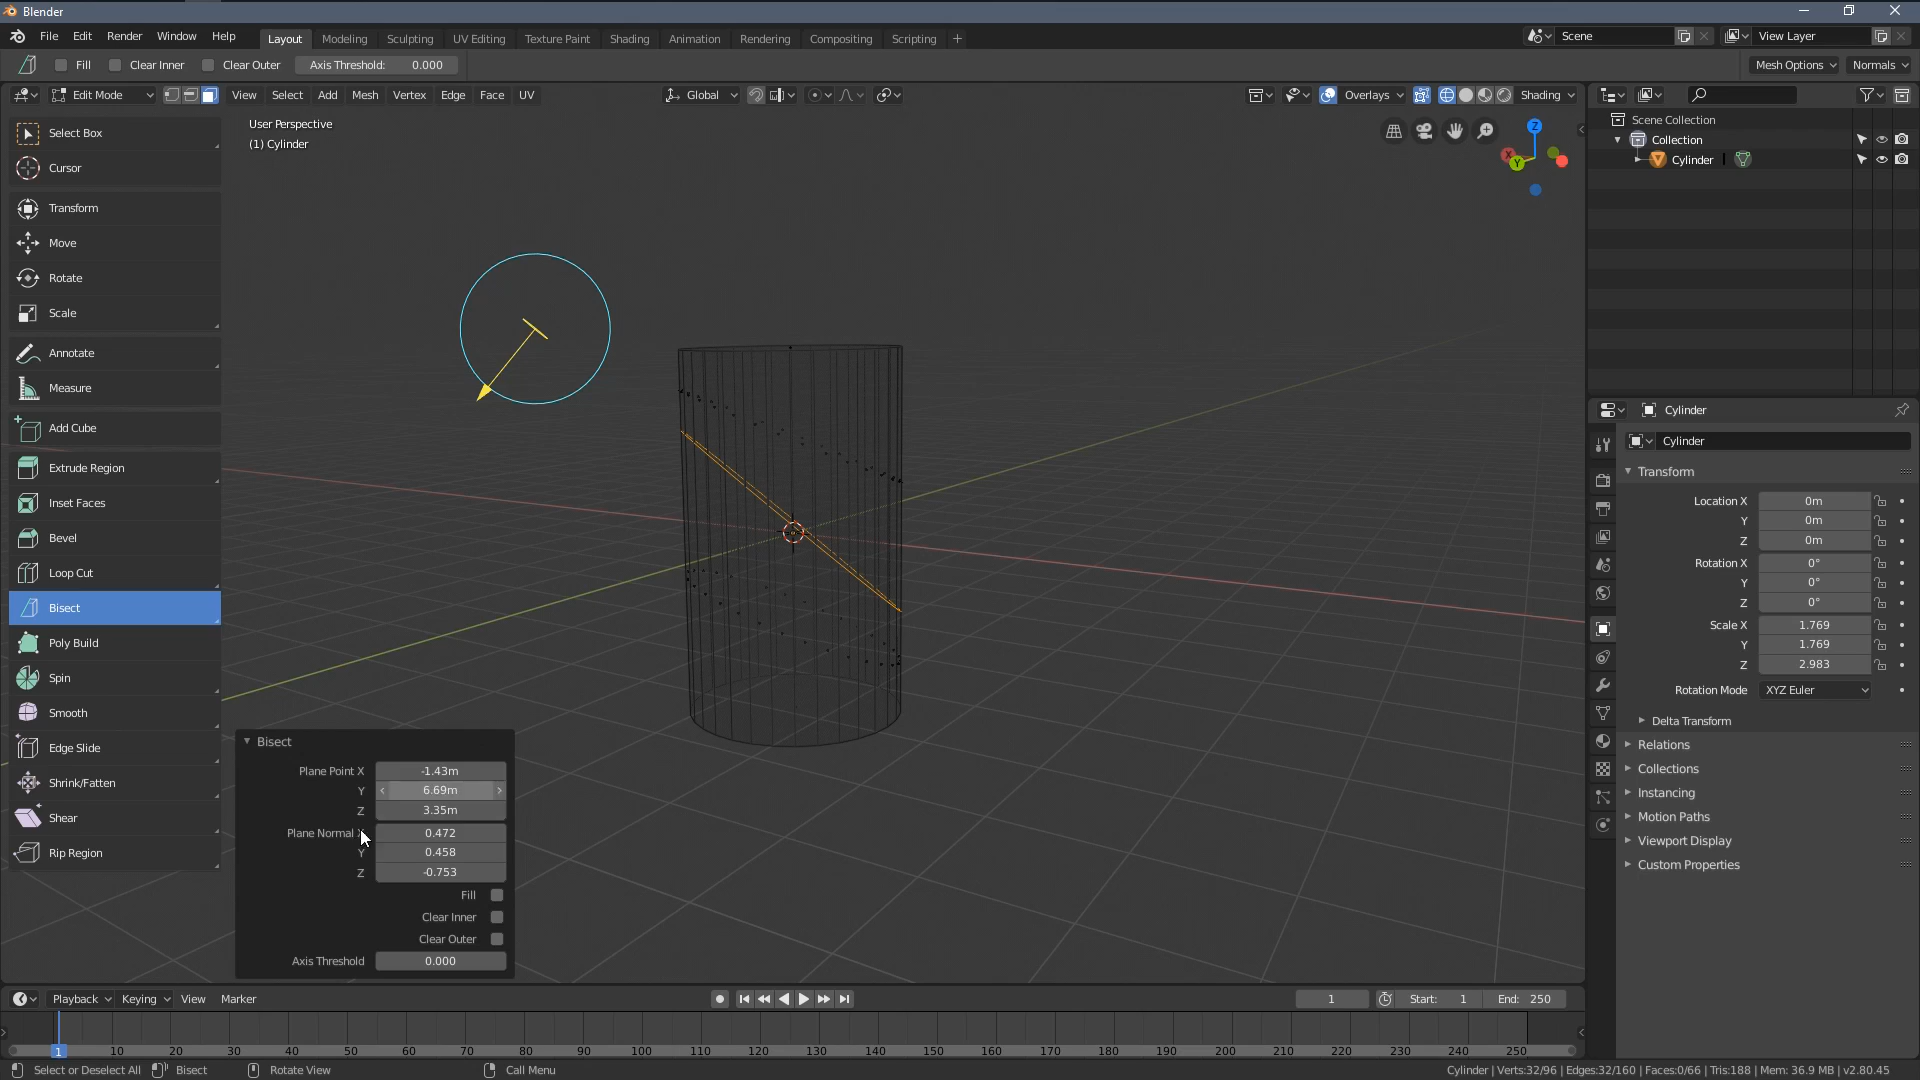 Blender
File Edit Render Window Help Layout Modeling Sculpting UV Editing Texture Paint Shading Animation Rendering Compositing Scripting + Scene View Layer
Fill Clear Inner Clear Outer Axis Threshold: 0.000 Mesh Options Normals
Edit Mode View Select Add Mesh Vertex Edge Face UV Global Overlays Shading
User Perspective
(1) Cylinder
Z
X
Y
Select Box
Cursor
Transform
Move
Rotate
Scale
Annotate
Measure
Add Cube
Extrude Region
Inset Faces
Bevel
Loop Cut
Bisect
Poly Build
Spin
Smooth
Edge Slide
Shrink/Fatten
Shear
Rip Region
Bisect
Plane Point X -1.43m
Y 6.69m
Z 3.35m
Plane Normal X 0.472
Y 0.458
Z -0.753
Fill
Clear Inner
Clear Outer
Axis Threshold 0.000
Scene Collection
Collection
Cylinder
Cylinder
Cylinder
Transform
Location X 0m
Y 0m
Z 0m
Rotation X 0°
Y 0°
Z 0°
Scale X 1.769
Y 1.769
Z 2.983
Rotation Mode XYZ Euler
Delta Transform
Relations
Collections
Instancing
Motion Paths
Viewport Display
Custom Properties
Playback Keying View Marker 1 Start: 1 End: 250
1 10 20 30 40 50 60 70 80 90 100 110 120 130 140 150 160 170 180 190 200 210 220 230 240 250
Select or Deselect All Bisect Rotate View Call Menu Cylinder | Verts:32/96 | Edges:32/160 | Faces:0/66 | Tris:188 | Mem: 36.9 MB | v2.80.45